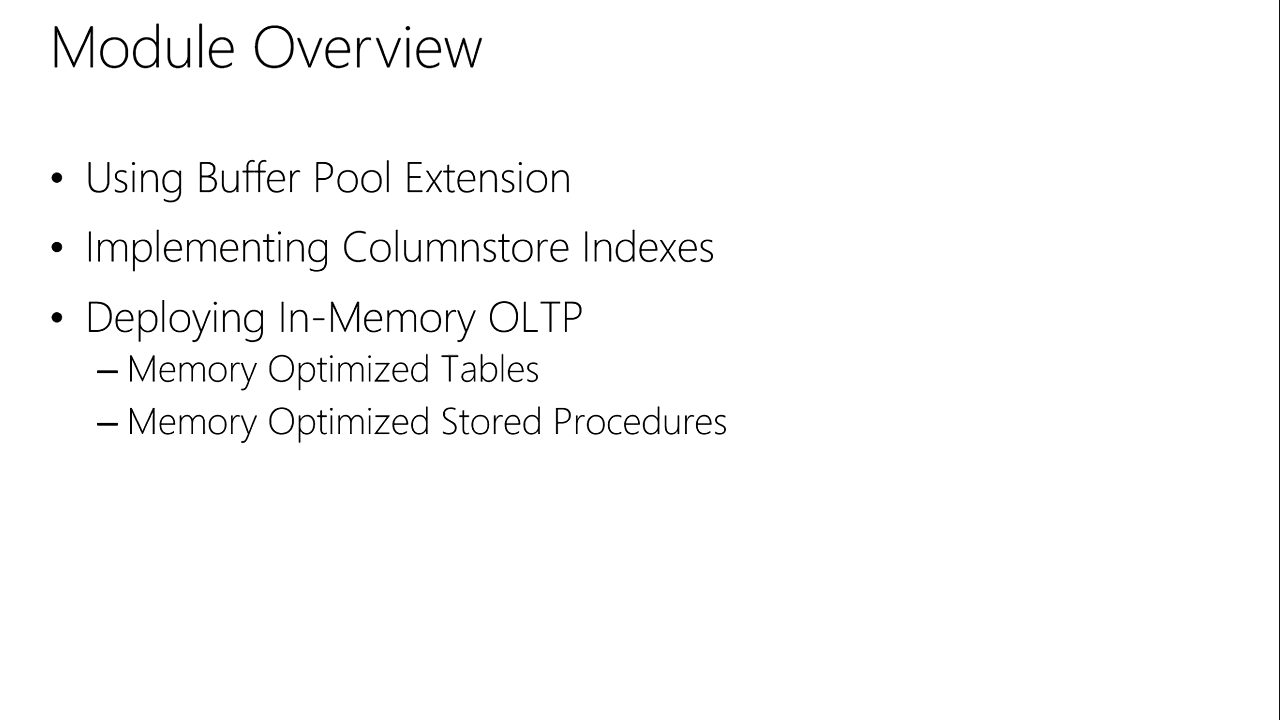 Module Overview
• Using Buffer Pool Extension
• Implementing Columnstore Indexes
• Deploying In-Memory OLTP
– Memory Optimized Tables
– Memory Optimized Stored Procedures